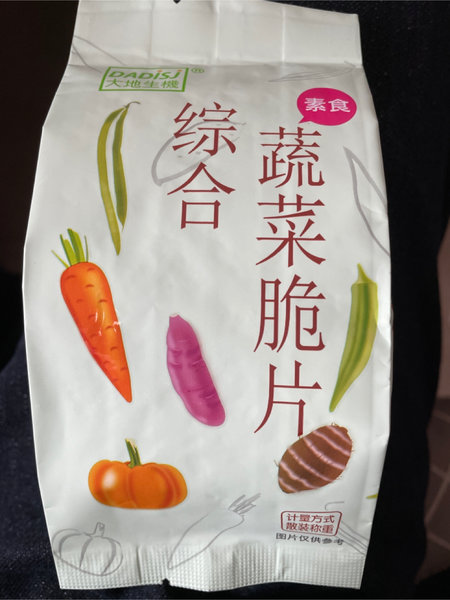 DADiSJ®
大地生機
素食
综合
蔬菜脆片
计量方式
散装称重
图片仅供参考